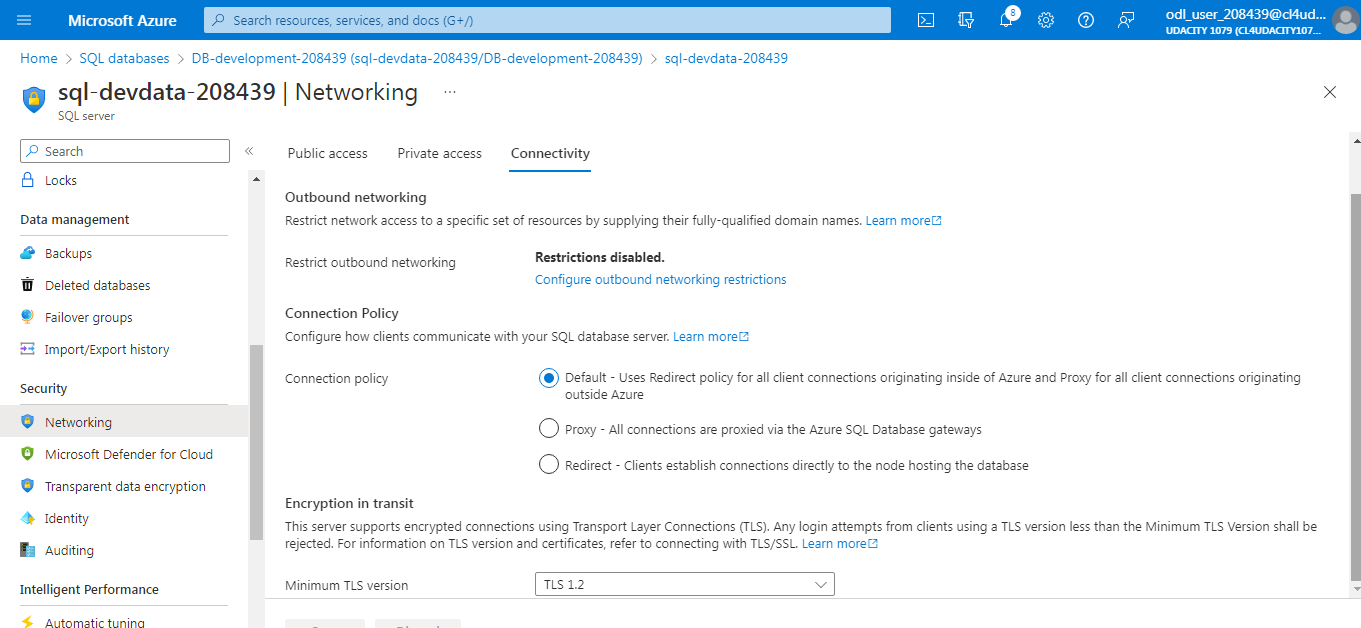 Microsoft Azure
Search resources, services, and docs (G+/)
8
odl_user_208439@cl4ud...
UDACITY 1079 (CL4UDACITY107...
Home > SQL databases > DB-development-208439 (sql-devdata-208439/DB-development-208439) > sql-devdata-208439
sql-devdata-208439 | Networking ...
SQL server
Search
«
Locks
Data management
Backups
Deleted databases
Failover groups
Import/Export history
Security
Networking
Microsoft Defender for Cloud
Transparent data encryption
Identity
Auditing
Intelligent Performance
Automatic tuning
Public access Private access Connectivity
Outbound networking
Restrict network access to a specific set of resources by supplying their fully-qualified domain names. Learn more
Restrict outbound networking
Restrictions disabled.
Configure outbound networking restrictions
Connection Policy
Configure how clients communicate with your SQL database server. Learn more
Connection policy
Default - Uses Redirect policy for all client connections originating inside of Azure and Proxy for all client connections originating
outside Azure
Proxy - All connections are proxied via the Azure SQL Database gateways
Redirect - Clients establish connections directly to the node hosting the database
Encryption in transit
This server supports encrypted connections using Transport Layer Connections (TLS). Any login attempts from clients using a TLS version less than the Minimum TLS Version shall be
rejected. For information on TLS version and certificates, refer to connecting with TLS/SSL. Learn more
Minimum TLS version
TLS 1.2